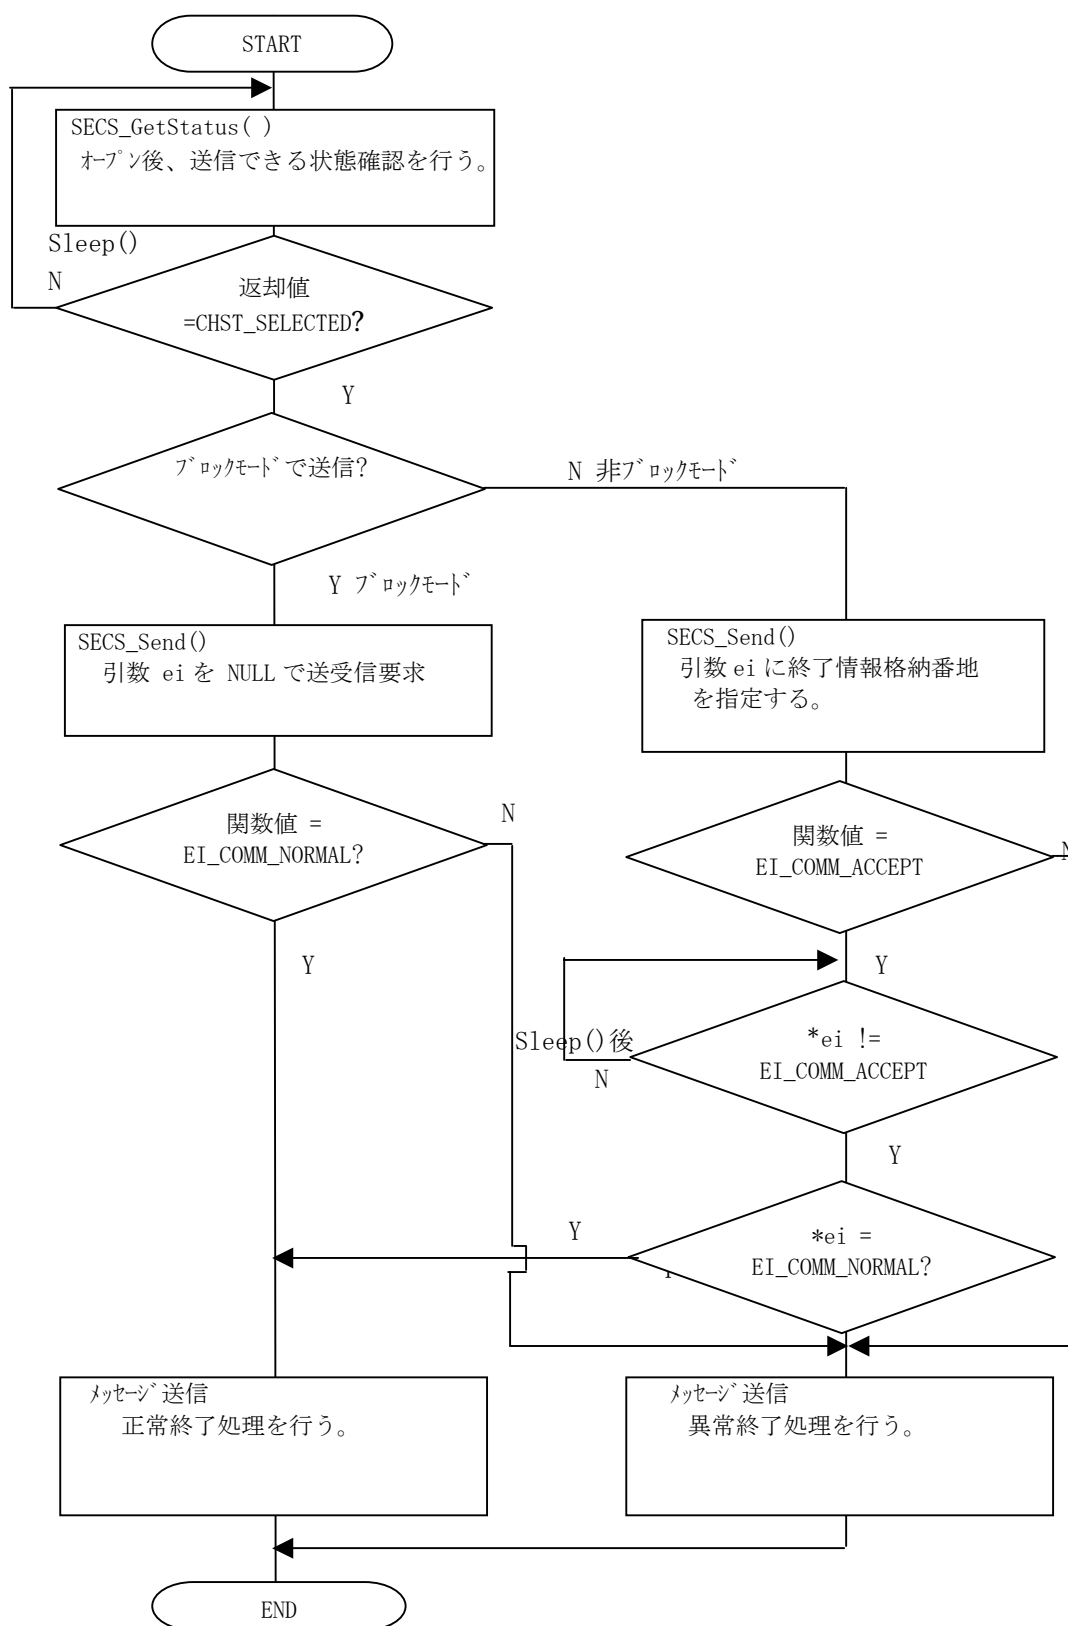 START
SECS_GetStatus( )
ｵｰﾌﾟﾝ後、送信できる状態確認を行う。
Sleep()
N
返却値
=CHST_SELECTED?
Y
ﾌﾞﾛｯｸﾓｰﾄﾞで送信?
N 非ﾌﾞﾛｯｸﾓｰﾄﾞ
Y ﾌﾞﾛｯｸﾓｰﾄﾞ
SECS_Send()
引数 ei を NULL で送受信要求
SECS_Send()
引数 ei に終了情報格納番地
を指定する。
関数値 =
EI_COMM_NORMAL?
N
関数値 =
EI_COMM_ACCEPT
N
Y
Y
Sleep()後
N
*ei !=
EI_COMM_ACCEPT
Y
Y
*ei =
EI_COMM_NORMAL?
ﾒｯｾｰｼﾞ送信
正常終了処理を行う。
ﾒｯｾｰｼﾞ送信
異常終了処理を行う。
END